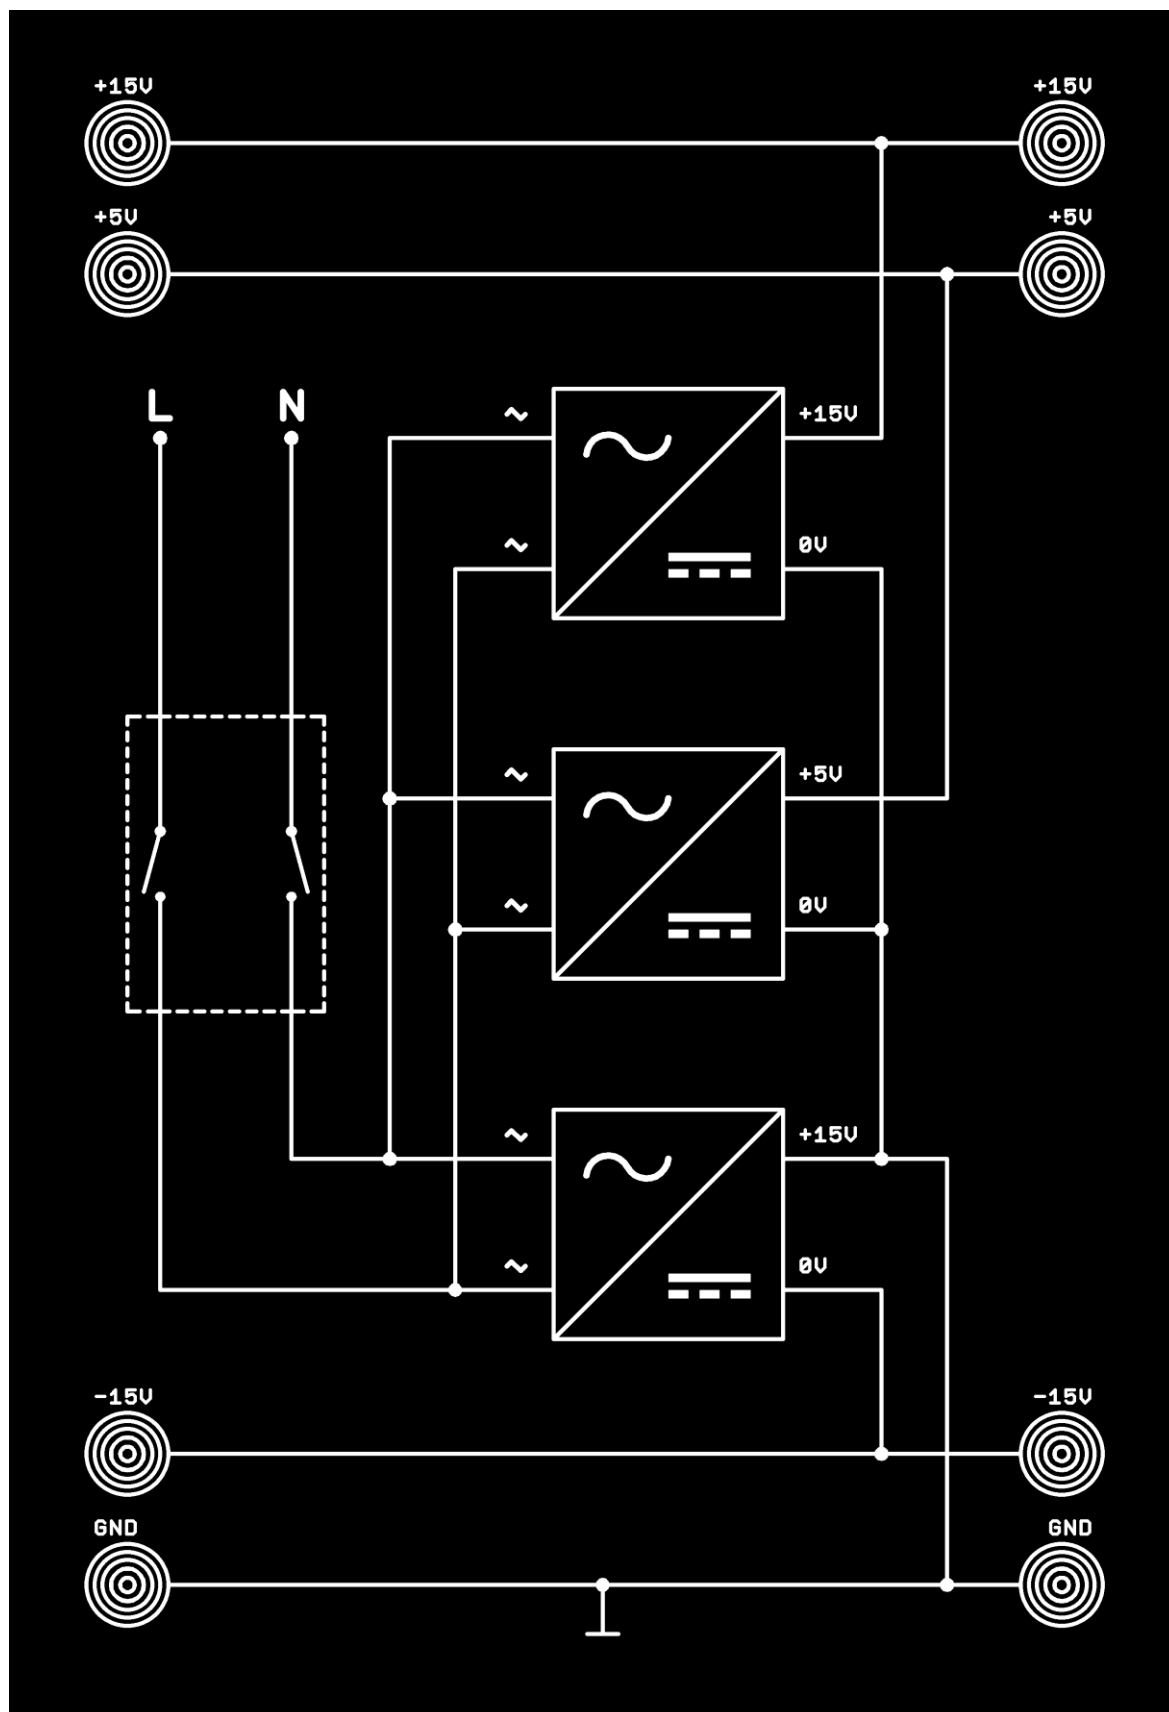 +15V +15V
+5V +5V
L N
~ +15V
~ 0V
~ +5V
~ 0V
~ +15V
~ 0V
-15V -15V
GND GND